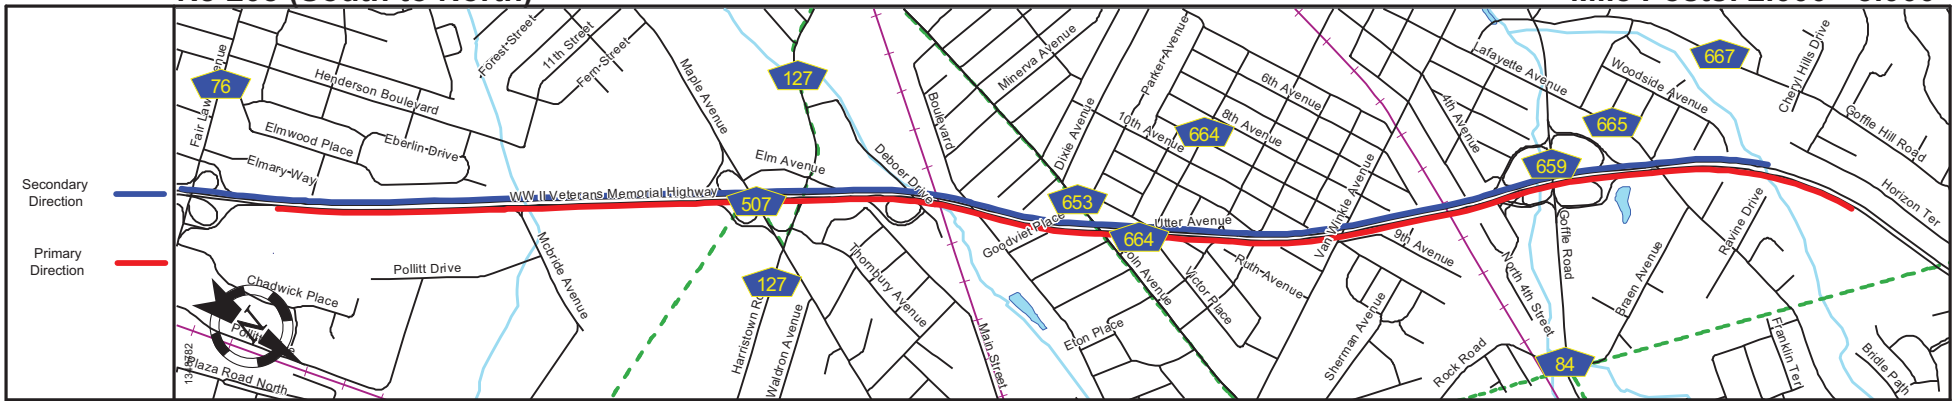 Secondary
Direction
Primary
Direction
Fair Lawn Avenue
76
Henderson Boulevard
Elmwood Place
Eberlin Drive
Elmary Way
Forest Street
11th Street
Fern Street
Maple Avenue
127
Elm Avenue
Deboer Drive
Boulevard
WW II Veterans Memorial Highway
507
Minerva Avenue
Parker Avenue
Dixie Avenue
10th Avenue
664
6th Avenue
8th Avenue
653
Goodviet Place
664
Utter Avenue
Van Winkle Avenue
4th Avenue
Lafayette Avenue
Woodside Avenue
665
667
659
Cheryl Hills Drive
Goffle Hill Road
Horizon Ter
Chadwick Place
Pollitt Drive
Mcbride Avenue
127
Harristown
Waldron Avenue
Thornbury Avenue
Main Street
Eton Place
Victor Place
Ruth Avenue
9th Avenue
Sherman Avenue
North 4th Street
Goffle Road
Braen Avenue
Ravine Drive
Rock Road
84
Franklin Ter
Bridle Path
Plaza Road North
N